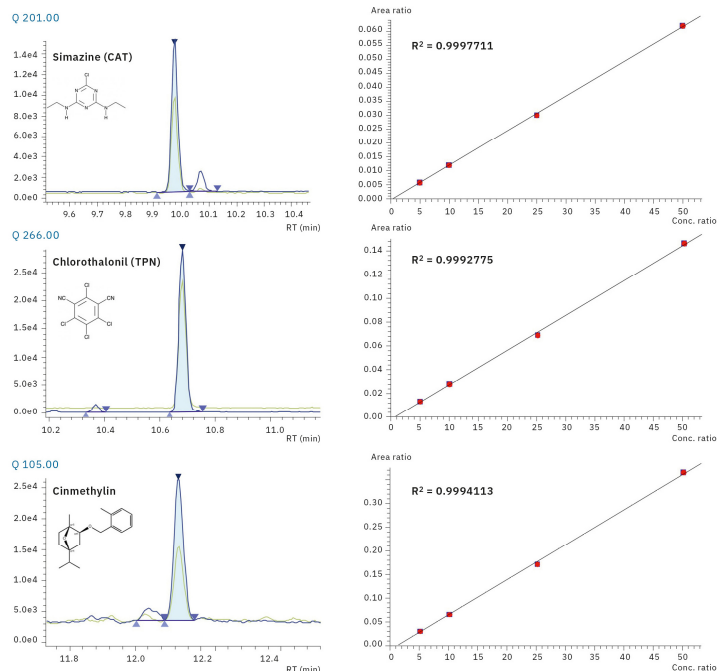 Q 201.00
Simazine (CAT)
Cl
N N
N N N
H H
1.4e4
1.2e4
1.0e4
8.0e3
6.0e3
4.0e3
2.0e3
0.0e0
9.6 9.7 9.8 9.9 10.0 10.1 10.2 10.3 10.4
RT (min)
Area ratio
R² = 0.9997711
0.060
0.055
0.050
0.045
0.040
0.035
0.030
0.025
0.020
0.015
0.010
0.005
0.000
0 5 10 15 20 25 30 35 40 45 50
Conc. ratio
Q 266.00
Chlorothalonil (TPN)
Cl
NC CN
Cl Cl
Cl
2.5e4
2.0e4
1.5e4
1.0e4
5.0e3
0.0e0
10.2 10.4 10.6 10.8 11.0
RT (min)
Area ratio
R² = 0.9992775
0.14
0.12
0.10
0.08
0.06
0.04
0.02
0.00
0 5 10 15 20 25 30 35 40 45 50
Conc. ratio
Q 105.00
Cinmethylin
O
O
2.5e4
2.0e4
1.5e4
1.0e4
5.0e3
0.0e0
11.8 12.0 12.2 12.4
RT (min)
Area ratio
R² = 0.9994113
0.30
0.25
0.20
0.15
0.10
0.05
0.00
0 5 10 15 20 25 30 35 40 45 50
Conc. ratio